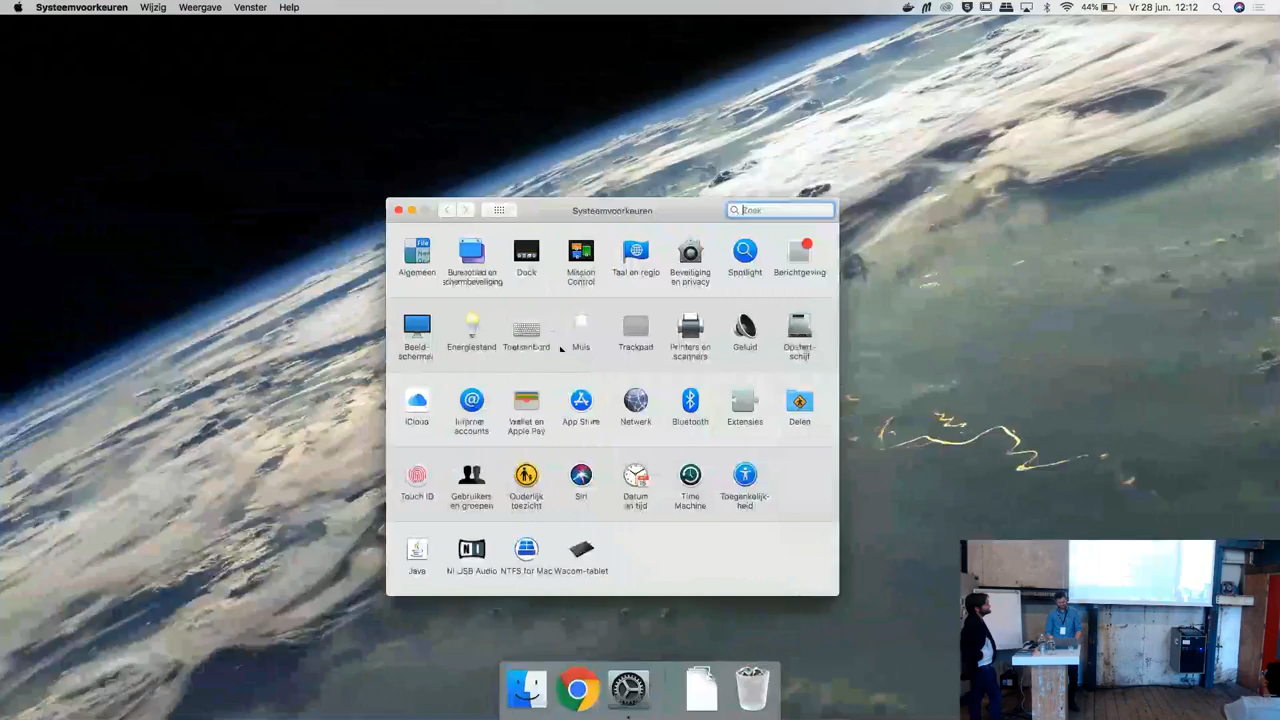 Systeemvoorkeuren Wijzig Weergave Venster Help
44% Vr 28 jun. 12:12
Systeemvoorkeuren
Zoek
Algemeen
Bureaublad en
schermbeveiliging
Dock
Mission
Control
Taal en regio
Beveiliging
en privacy
Spotlight
Berichtgeving
Beeld-
schermen
Energiestand
Toetsenbord
Muis
Trackpad
Printers en
scanners
Geluid
Opstart-
schijf
iCloud
Internet
accounts
Wallet en
Apple Pay
App Store
Netwerk
Bluetooth
Extensies
Delen
Touch ID
Gebruikers
en groepen
Ouderlijk
toezicht
Siri
Datum
en tijd
Time
Machine
Toegankelijk-
heid
Java
NI USB Audio
NTFS for Mac
Wacom-tablet